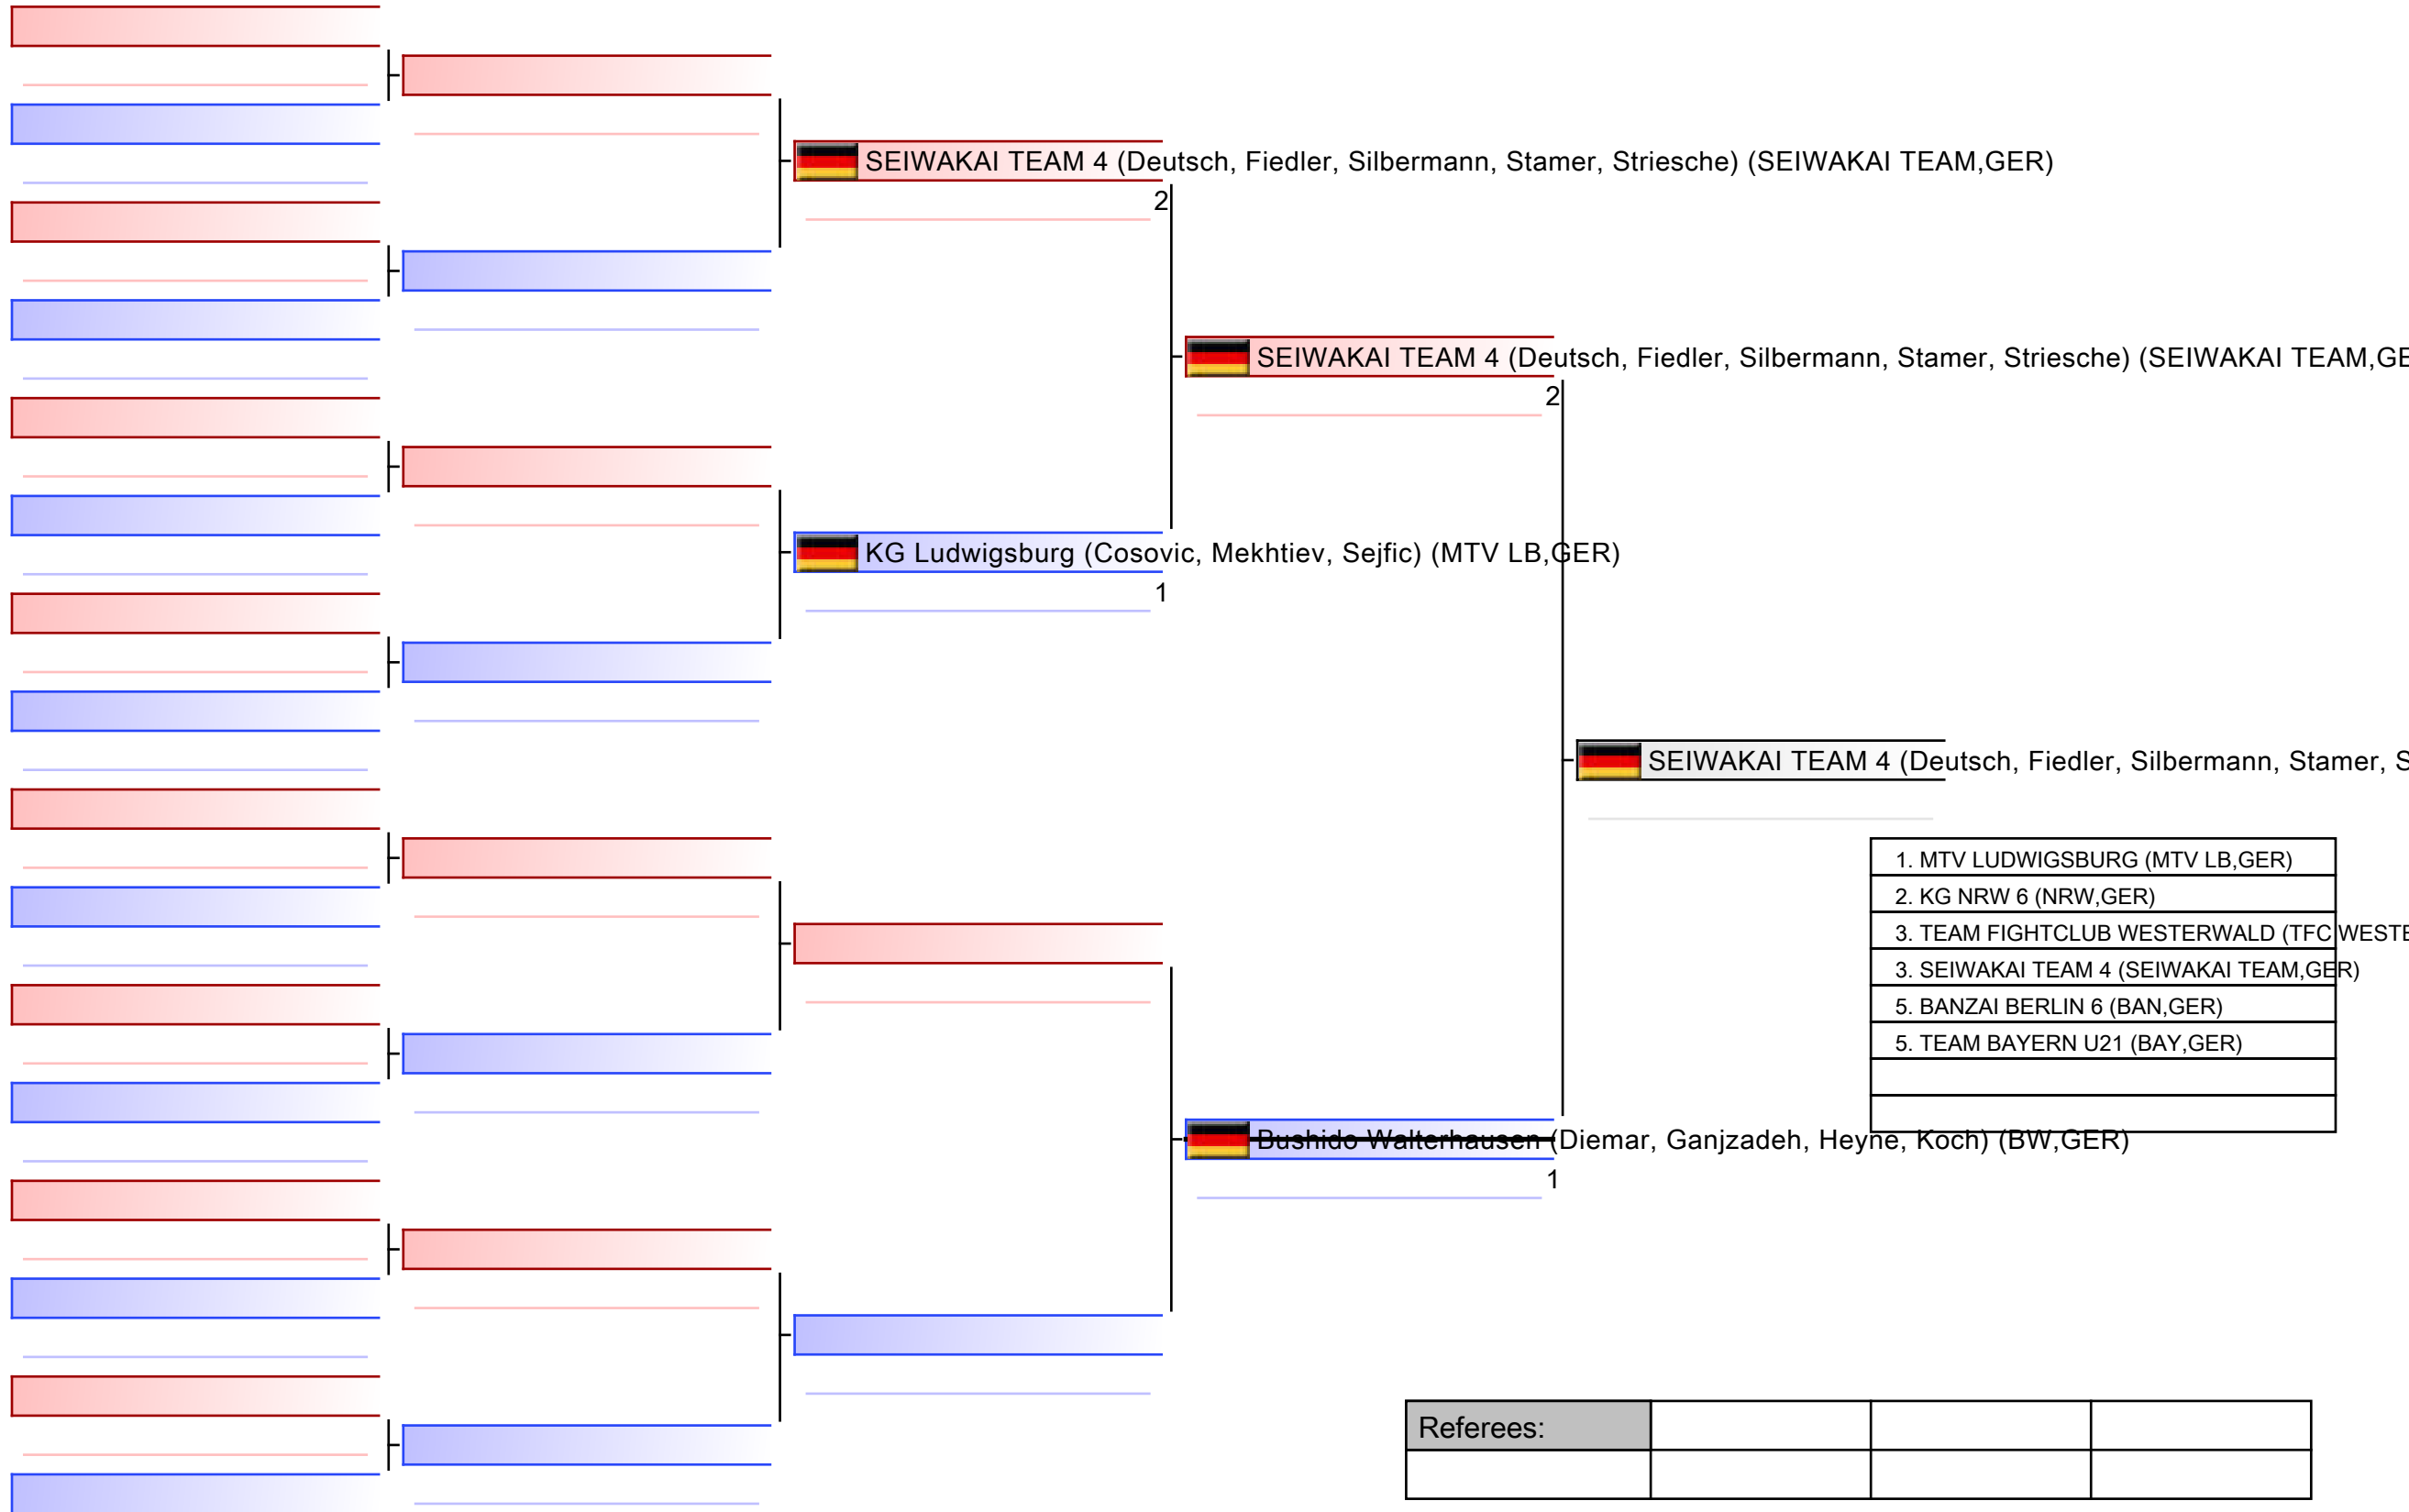 SEIWAKAI TEAM 4 (Deutsch, Fiedler, Silbermann, Stamer, Striesche) (SEIWAKAI TEAM,GER)
2
SEIWAKAI TEAM 4 (Deutsch, Fiedler, Silbermann, Stamer, Striesche) (SEIWAKAI TEAM,GE
2
KG Ludwigsburg (Cosovic, Mekhtiev, Sejfic) (MTV LB,GER)
1
SEIWAKAI TEAM 4 (Deutsch, Fiedler, Silbermann, Stamer, S
1. MTV LUDWIGSBURG (MTV LB,GER)
2. KG NRW 6 (NRW,GER)
3. TEAM FIGHTCLUB WESTERWALD (TFC WESTE
3. SEIWAKAI TEAM 4 (SEIWAKAI TEAM,GER)
5. BANZAI BERLIN 6 (BAN,GER)
5. TEAM BAYERN U21 (BAY,GER)
Bushido Walterhausen (Diemar, Ganjzadeh, Heyne, Koch) (BW,GER)
1
Referees: